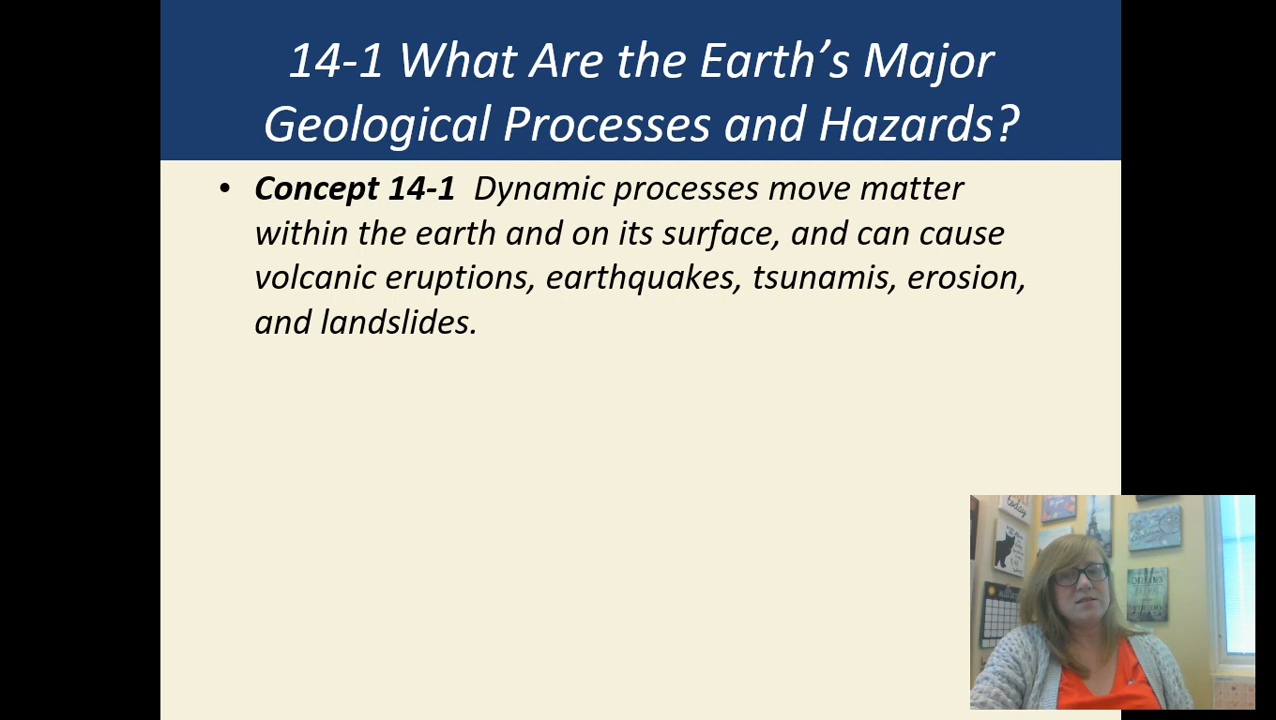 14-1 What Are the Earth’s Major
Geological Processes and Hazards?
• Concept 14-1 Dynamic processes move matter
within the earth and on its surface, and can cause
volcanic eruptions, earthquakes, tsunamis, erosion,
and landslides.
today